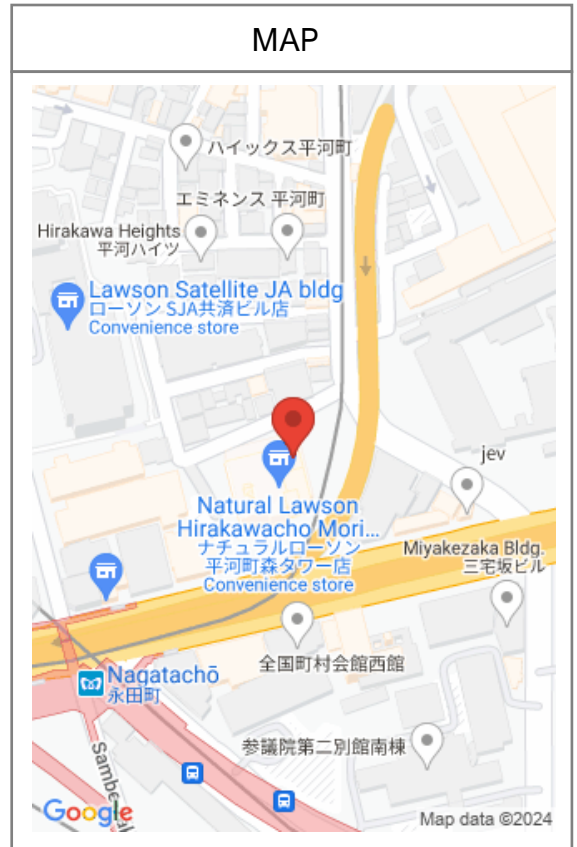 MAP
ハイックス平河町
エミネンス 平河町
Hirakawa Heights
平河ハイツ
Lawson Satellite JA bldg
ローソン SJA共済ビル店
Convenience store
jev
Natural Lawson
Hirakawacho Mori...
ナチュラルローソン
平河町森タワー店
Convenience store
Miyakezaka Bldg.
三宅坂ビル
全国町村会館西館
Nagatachō
永田町
参議院第二別館南棟
Google
Map data ©2024